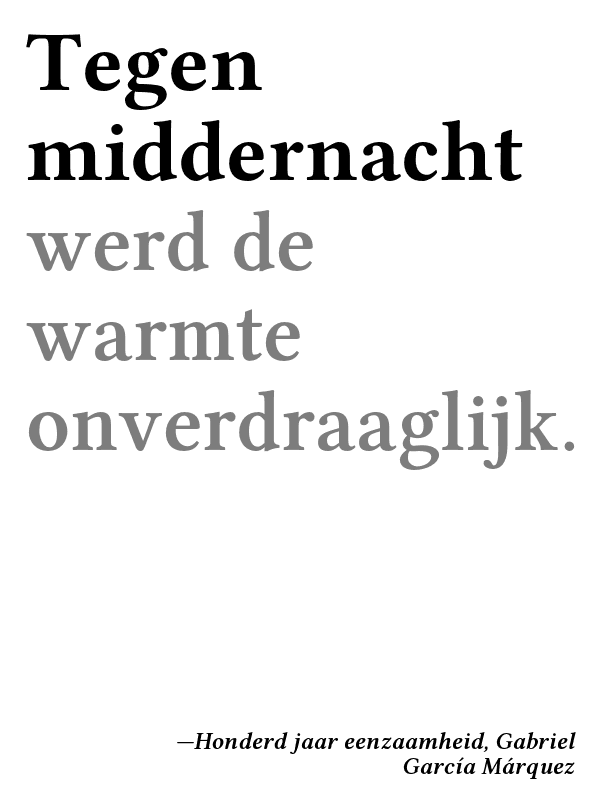 Tegen
middernacht
werd de
warmte
onverdraaglijk.
—Honderd jaar eenzaamheid, Gabriel
García Márquez